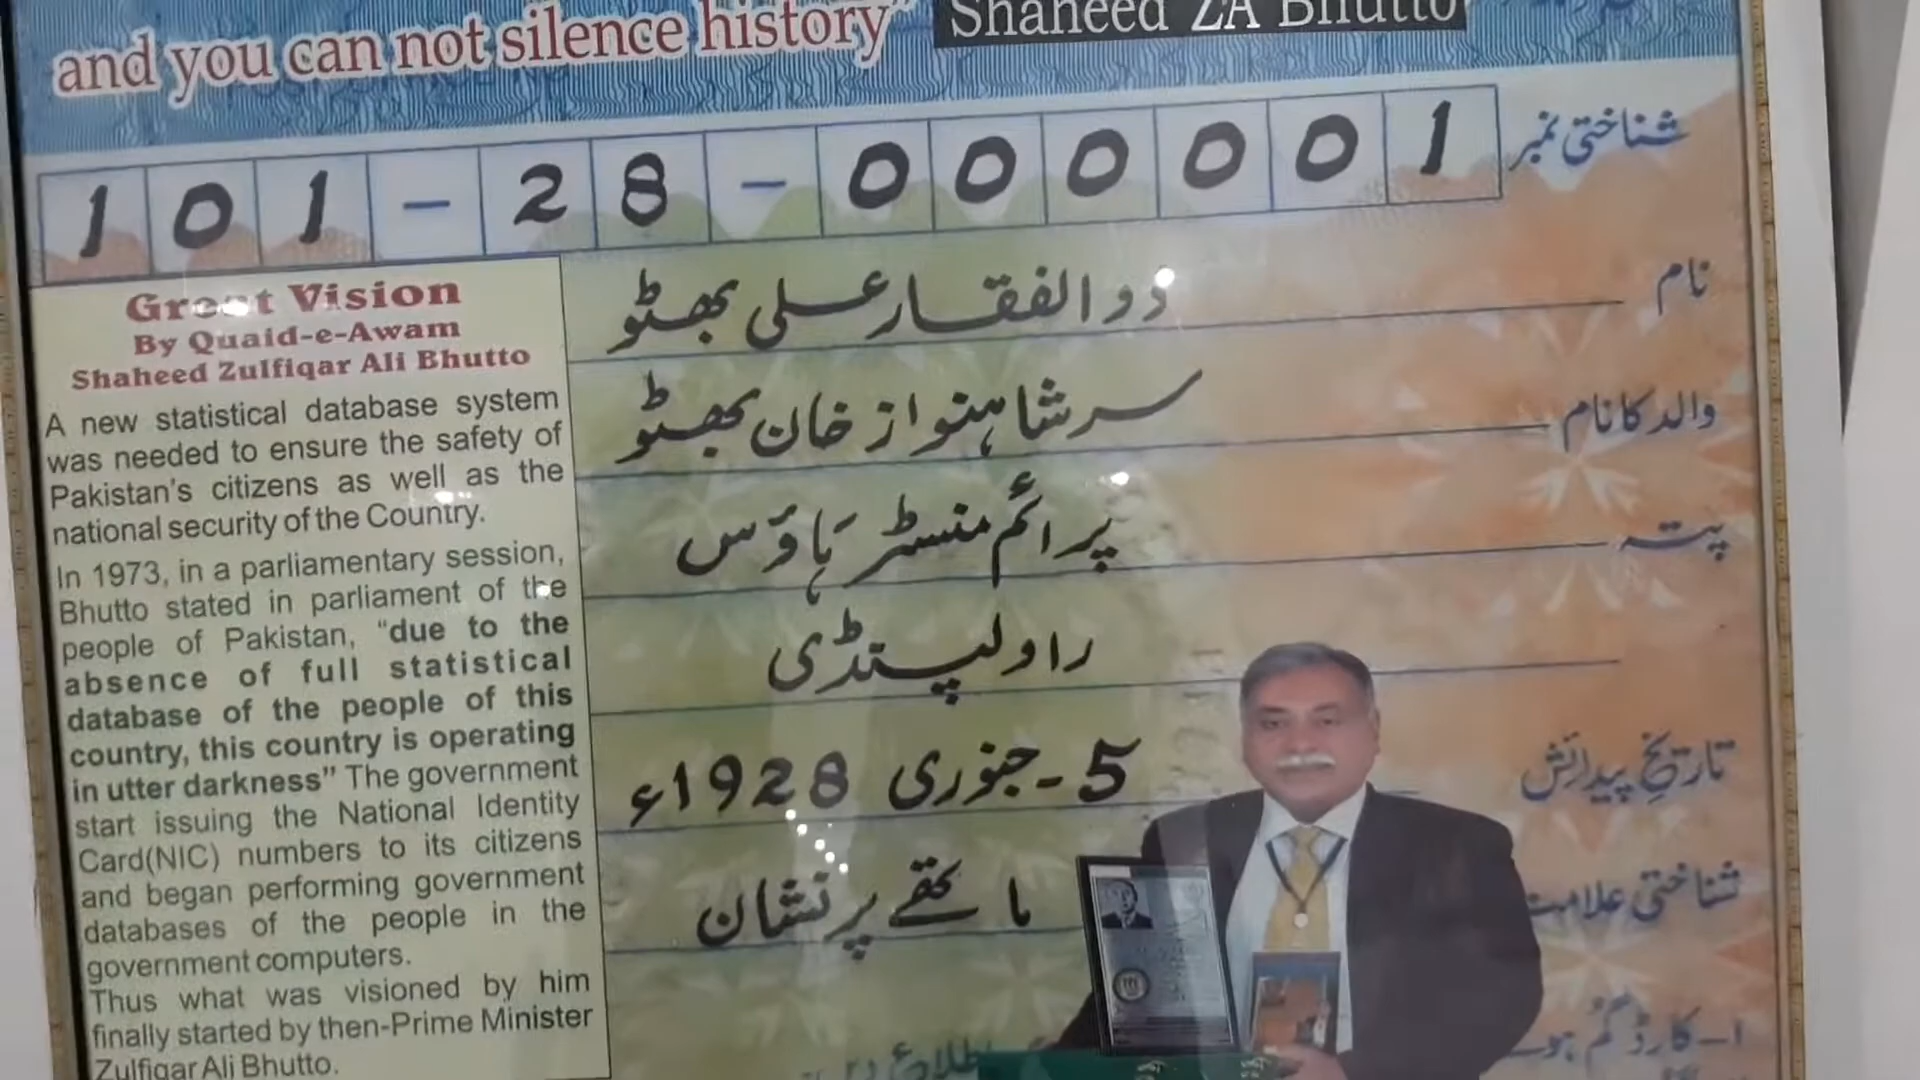 and you can not silence history" Shaheed ZA Bhutto
شناختی نمبر 101-28-000001
Great Vision
By Quaid-e-Awam
Shaheed Zulfiqar Ali Bhutto
A new statistical database system
was needed to ensure the safety of
Pakistan's citizens as well as the
national security of the Country.
In 1973, in a parliamentary session,
Bhutto stated in parliament of the
people of Pakistan, "due to the
absence of full statistical
database of the people of this
country, this country is operating
in utter darkness" The government
start issuing the National Identity
Card(NIC) numbers to its citizens
and began performing government
databases of the people in the
government computers.
Thus what was visioned by him
finally started by then-Prime Minister
Zulfiqar Ali Bhutto.
نام ذوالفقار علی بھٹو
والد کا نام سر شاہنواز خان بھٹو
پتہ پرائم منسٹر ہاؤس
راولپنڈی
تاریخ پیدائش 5-جنوری 1928ء
شناختی علامت ماتھے پر نشان
۱-کارڈ گم ہو